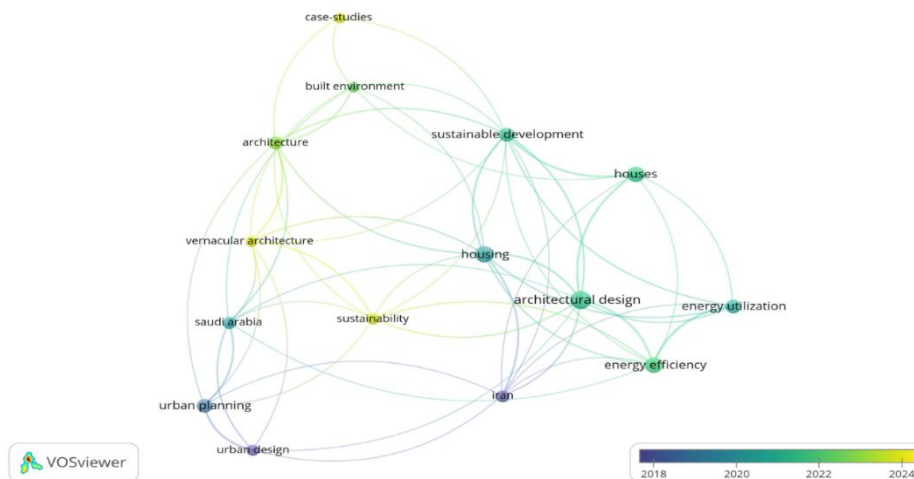 case-studies
built environment
sustainable development
architecture
houses
vernacular architecture
housing
architectural design
energy utilization
saudi arabia
sustainability
energy efficiency
iran
urban planning
urban design
VOSviewer
2018 2020 2022 2024